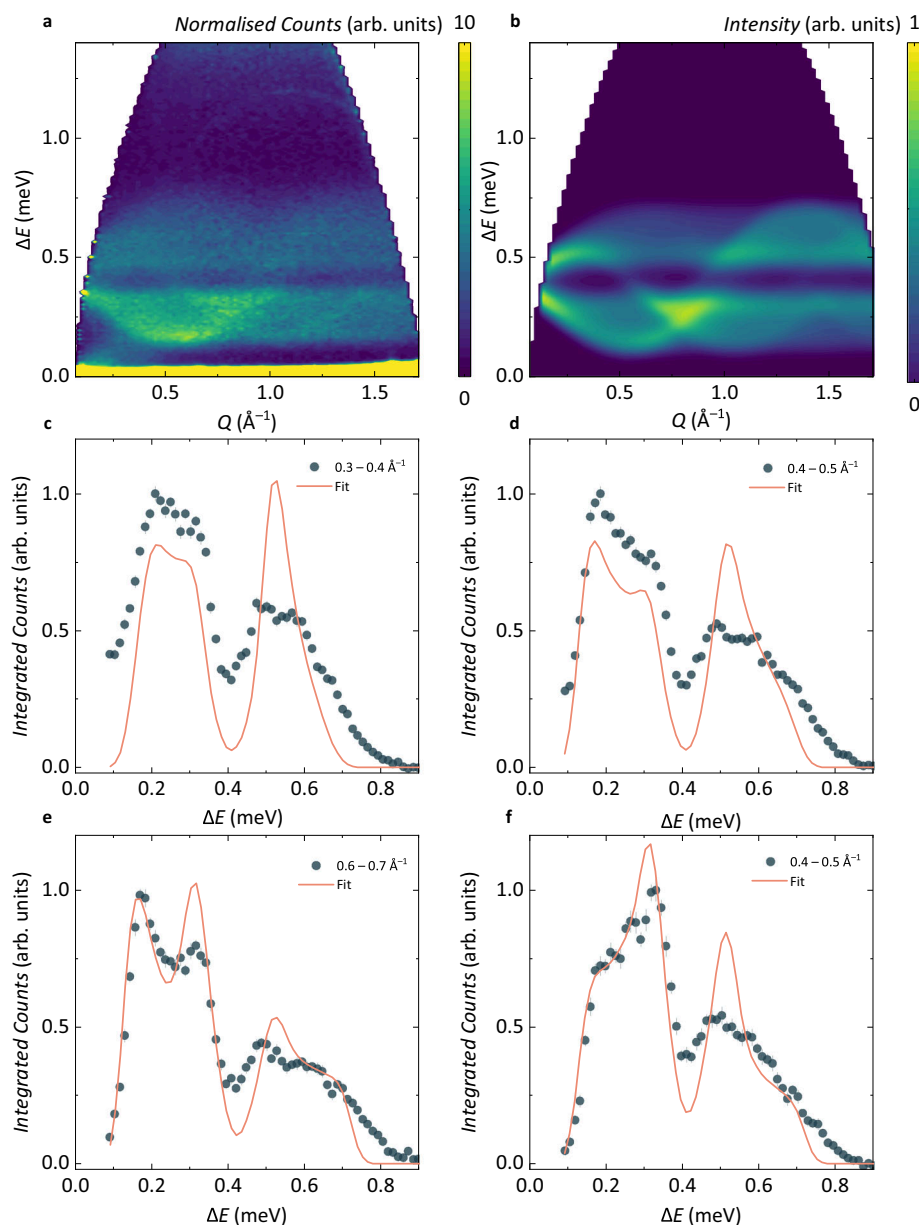 a
Normalised Counts (arb. units)
10
b
Intensity (arb. units)
1
ΔE (meV)
1.0
0.5
0.0
0.5
1.0
1.5
0
Q (Å⁻¹)
ΔE (meV)
1.0
0.5
0.0
0.5
1.0
1.5
0
Q (Å⁻¹)
c
0.3 – 0.4 Å⁻¹
Fit
Integrated Counts (arb. units)
1.0
0.5
0.0
0.0
0.2
0.4
0.6
0.8
ΔE (meV)
d
0.4 – 0.5 Å⁻¹
Fit
Integrated Counts (arb. units)
1.0
0.5
0.0
0.0
0.2
0.4
0.6
0.8
ΔE (meV)
e
0.6 – 0.7 Å⁻¹
Fit
Integrated Counts (arb. units)
1.0
0.5
0.0
0.0
0.2
0.4
0.6
0.8
ΔE (meV)
f
0.4 – 0.5 Å⁻¹
Fit
Integrated Counts (arb. units)
1.0
0.5
0.0
0.0
0.2
0.4
0.6
0.8
ΔE (meV)